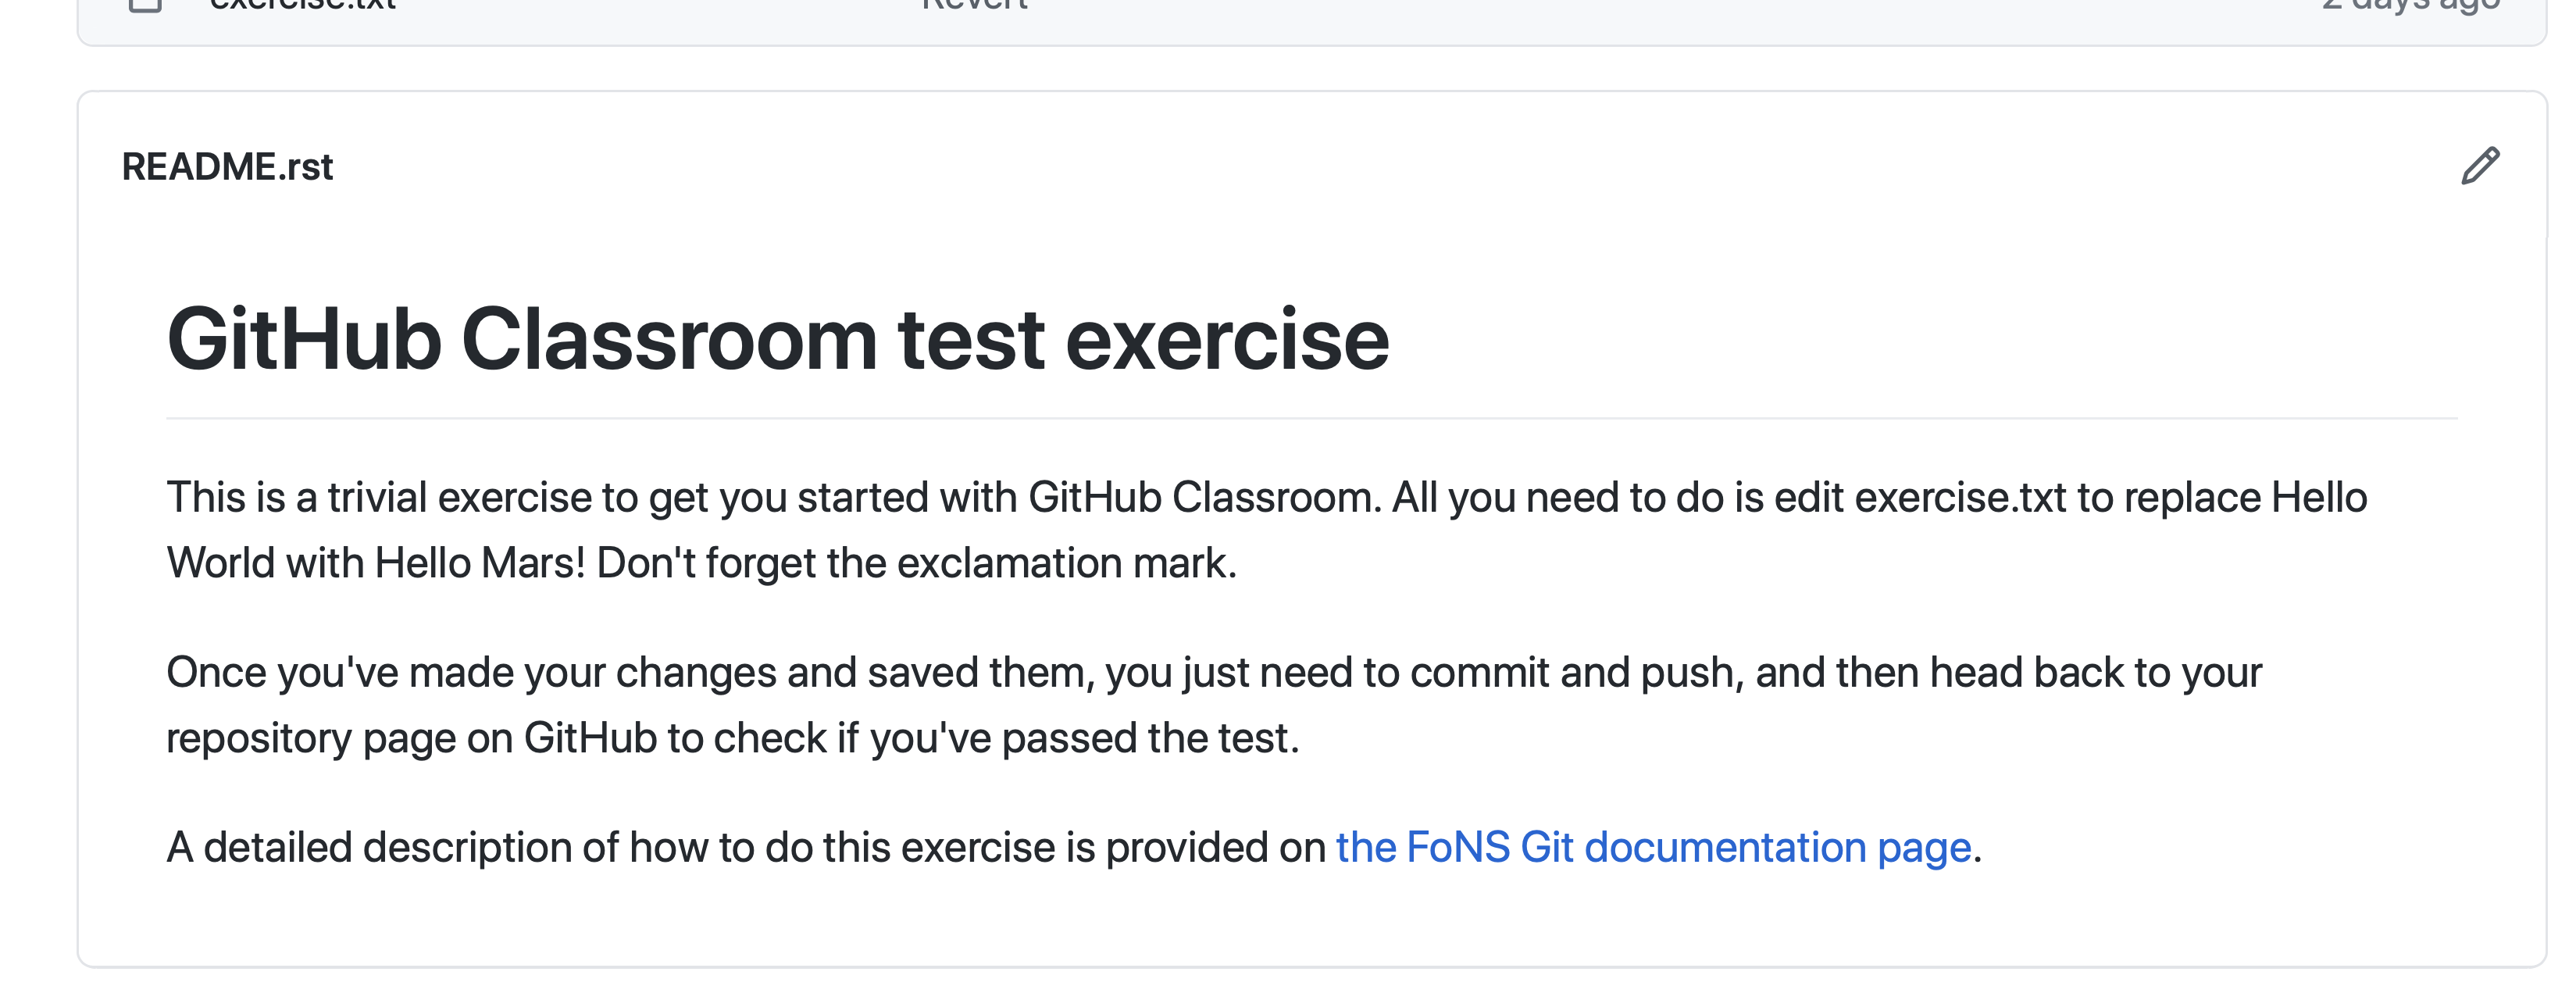 exercise.txt Revert 2 days ago
README.rst
GitHub Classroom test exercise
This is a trivial exercise to get you started with GitHub Classroom. All you need to do is edit exercise.txt to replace Hello
World with Hello Mars! Don't forget the exclamation mark.
Once you've made your changes and saved them, you just need to commit and push, and then head back to your
repository page on GitHub to check if you've passed the test.
A detailed description of how to do this exercise is provided on the FoNS Git documentation page.